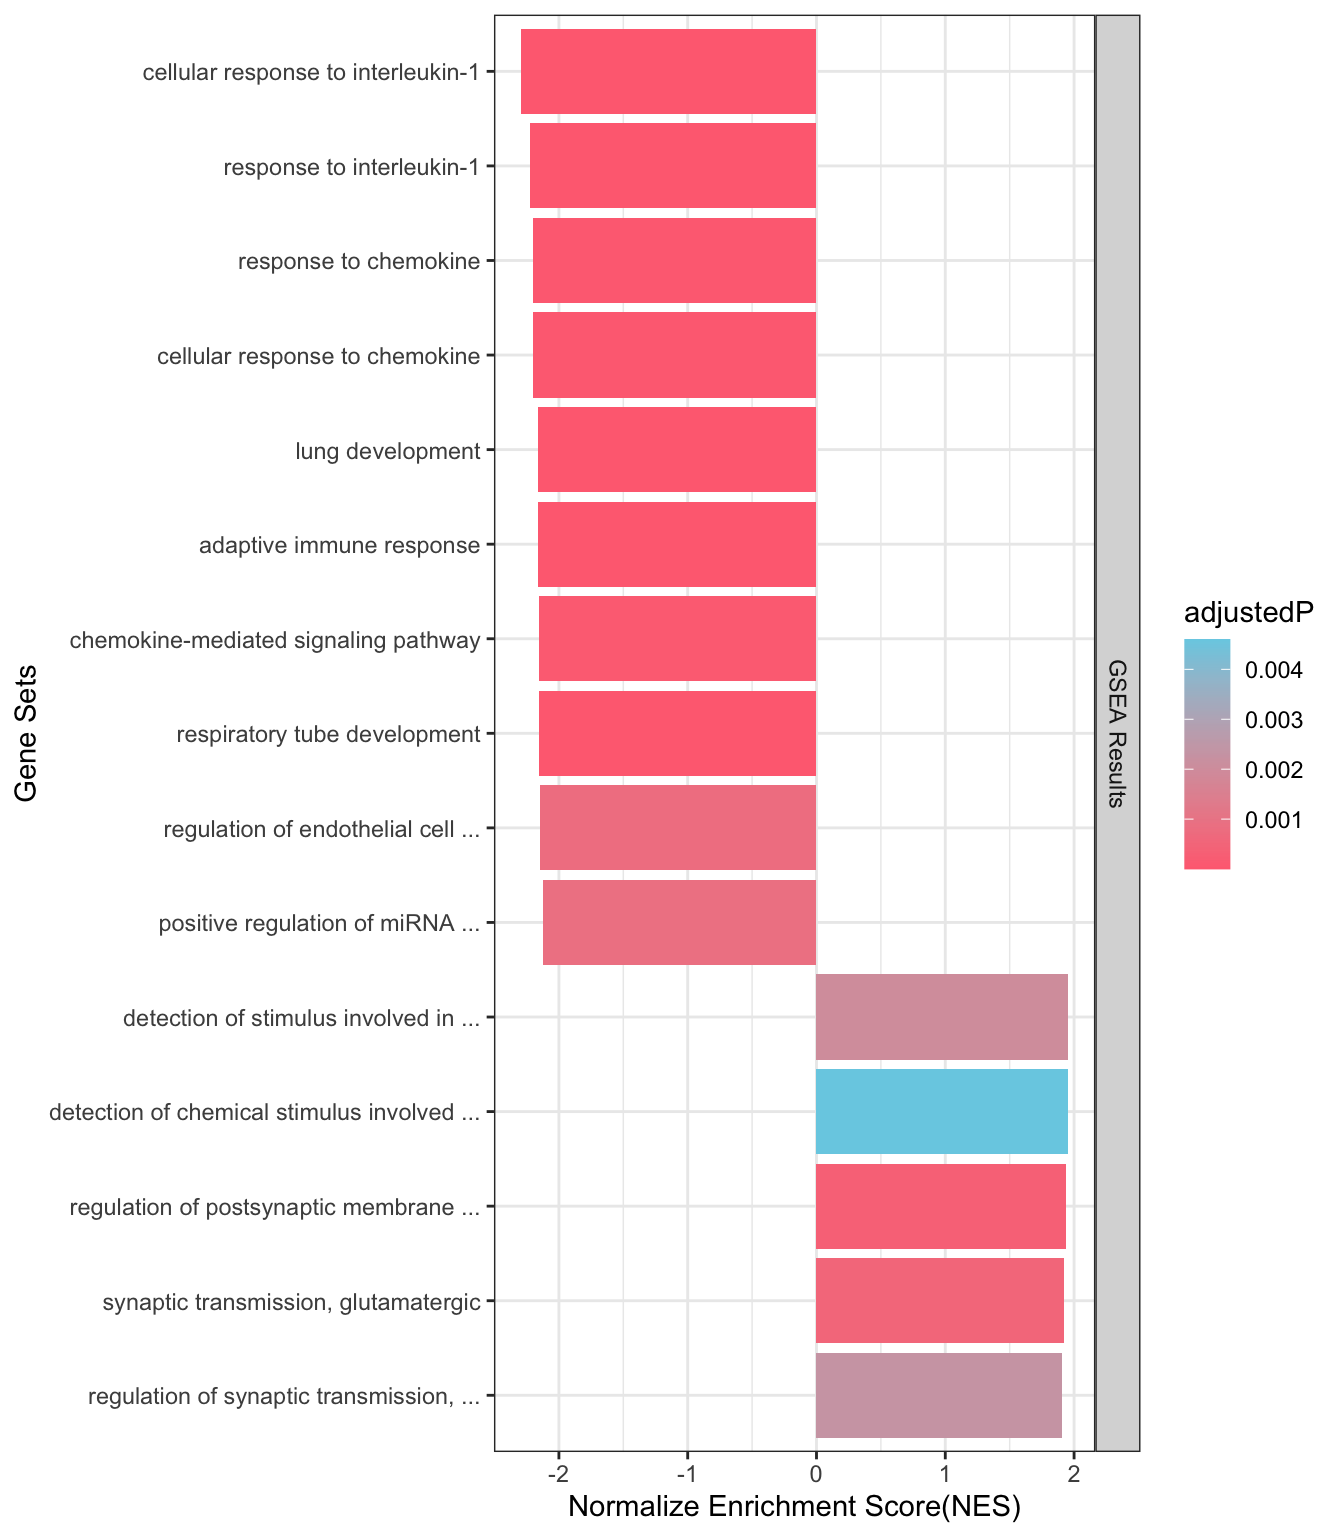 cellular response to interleukin-1
response to interleukin-1
response to chemokine
cellular response to chemokine
lung development
adaptive immune response
chemokine-mediated signaling pathway
respiratory tube development
regulation of endothelial cell ...
positive regulation of miRNA ...
detection of stimulus involved in ...
detection of chemical stimulus involved ...
regulation of postsynaptic membrane ...
synaptic transmission, glutamatergic
regulation of synaptic transmission, ...
Gene Sets
-2
-1
0
1
2
Normalize Enrichment Score(NES)
GSEA Results
adjustedP
0.004
0.003
0.002
0.001